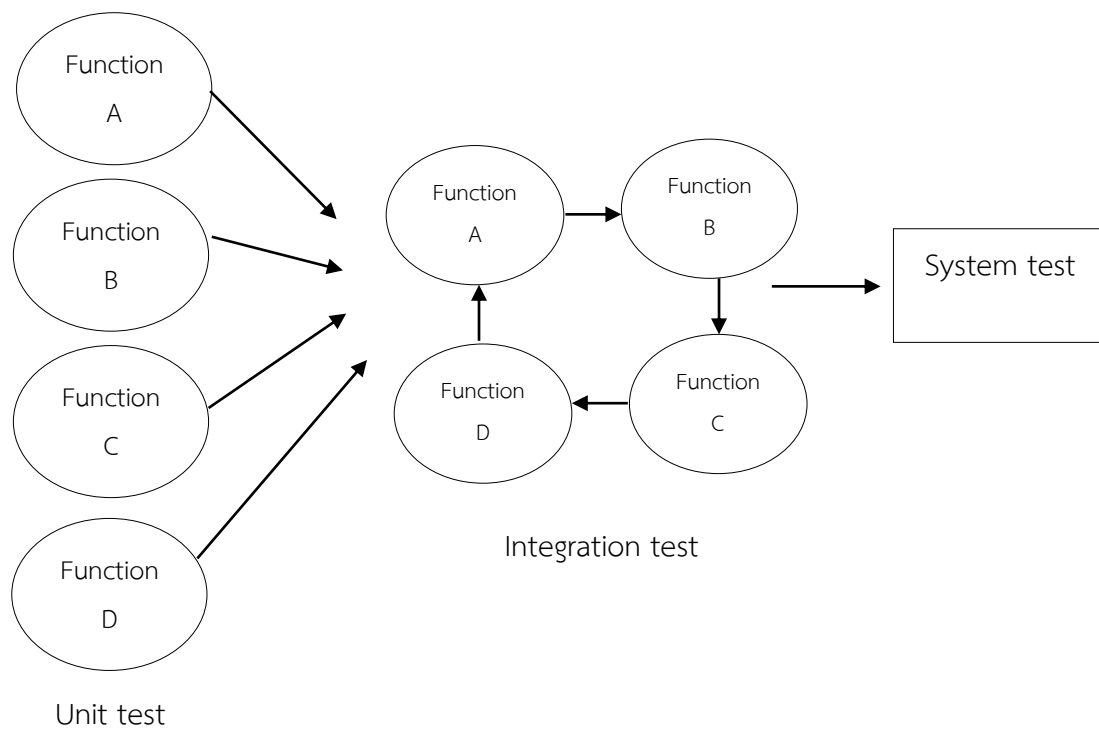 Function
A
Function
B
Function
C
Function
D
Unit test
Function
A
Function
B
Function
D
Function
C
Integration test
System test